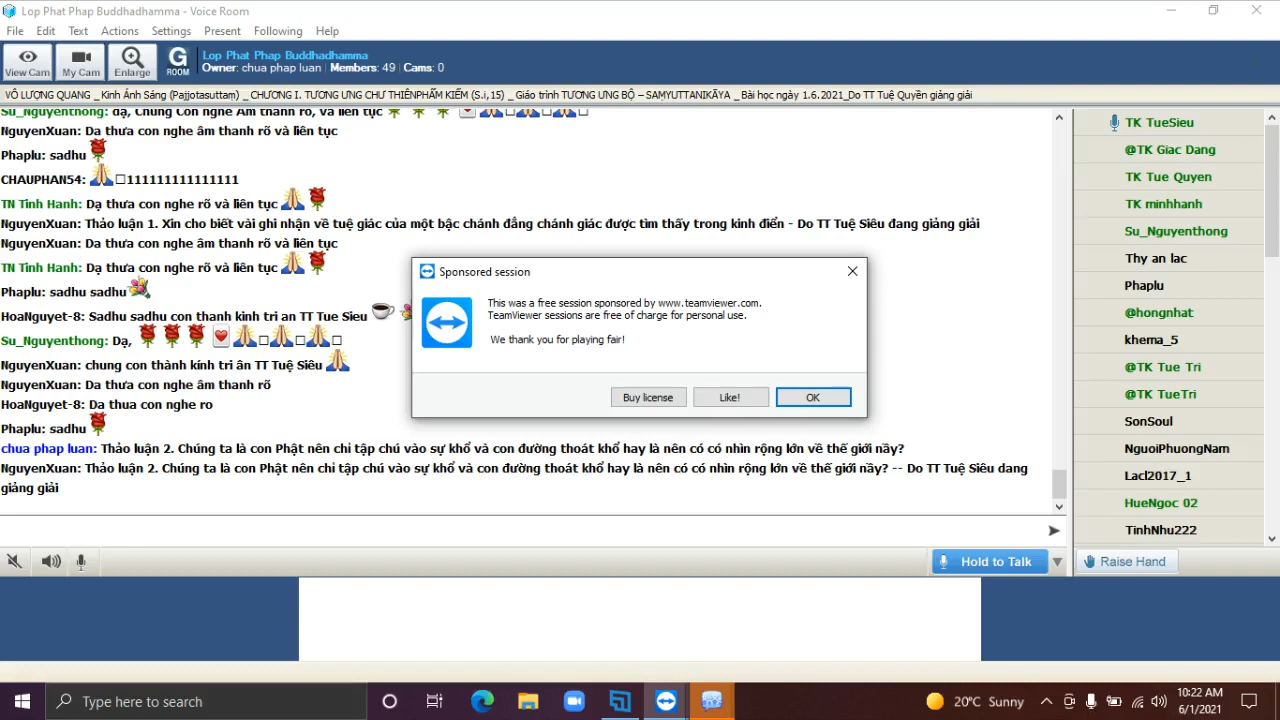 Lop Phat Phap Buddhadhamma - Voice Room
File Edit Text Actions Settings Present Following Help
View Cam My Cam Enlarge G ROOM
Lop Phat Phap Buddhadhamma
Owner: chua phap luan | Members: 49 | Cams: 0
VÔ LƯỢNG QUANG _Kinh Ánh Sáng (Pajjotasuttam) _CHƯƠNG I. TƯƠNG ƯNG CHƯ THIÊNPHẨM KIẾM (S.i,15) _Giáo trình TƯƠNG ƯNG BỘ – SAṂYUTTANIKĀYA _Bài học ngày 1.6.2021_Do TT Tuệ Quyền giảng giải
Su_Nguyenthong: dạ, Chúng Con nghe Âm thanh rõ, và liên tục
NguyenXuan: Da thưa con nghe âm thanh rõ và liên tục
Phaplu: sadhu
CHAUPHAN54: 111111111111111
TN Tinh Hanh: Dạ thưa con nghe rõ và liên tục
NguyenXuan: Thảo luận 1. Xin cho biết vài ghi nhận về tuệ giác của một bậc chánh đẳng chánh giác được tìm thấy trong kinh điển - Do TT Tuệ Siêu đang giảng giải
NguyenXuan: Da thưa con nghe âm thanh rõ và liên tục
TN Tinh Hanh: Dạ thưa con nghe rõ và liên tục
Phaplu: sadhu sadhu
HoaNguyet-8: Sadhu sadhu con thanh kinh tri an TT Tue Sieu
Su_Nguyenthong: Dạ,
NguyenXuan: chung con thành kính tri ân TT Tuệ Siêu
NguyenXuan: Da thưa con nghe âm thanh rõ
HoaNguyet-8: Da thua con nghe ro
Phaplu: sadhu
chua phap luan: Thảo luận 2. Chúng ta là con Phật nên chỉ tập chú vào sự khổ và con đường thoát khổ hay là nên có có nhìn rộng lớn về thế giới nầy?
NguyenXuan: Thảo luận 2. Chúng ta là con Phật nên chỉ tập chú vào sự khổ và con đường thoát khổ hay là nên có có nhìn rộng lớn về thế giới nầy? -- Do TT Tuệ Siêu dang
giảng giải
Sponsored session
This was a free session sponsored by www.teamviewer.com.
TeamViewer sessions are free of charge for personal use.
We thank you for playing fair!
Buy license Like! OK
TK TueSieu
@TK Giac Dang
TK Tue Quyen
TK minhhanh
Su_Nguyenthong
Thy an lac
Phaplu
@hongnhat
khema_5
@TK Tue Tri
@TK TueTri
SonSoul
NguoiPhuongNam
Lacl2017_1
HueNgoc 02
TinhNhu222
Hold to Talk
Raise Hand
Type here to search
20°C Sunny
10:22 AM
6/1/2021